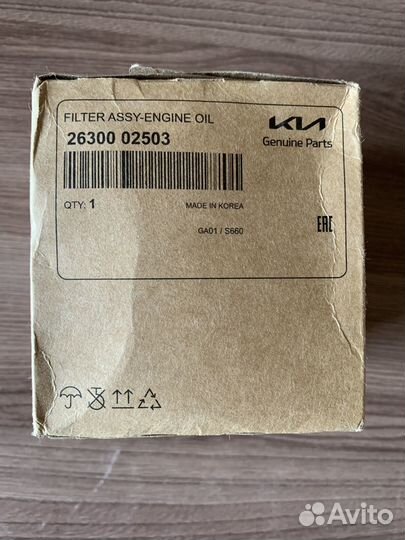 FILTER ASSY-ENGINE OIL
26300 02503
KIA
Genuine Parts
QTY: 1
MADE IN KOREA
GA01 / S660
EAC
Avito